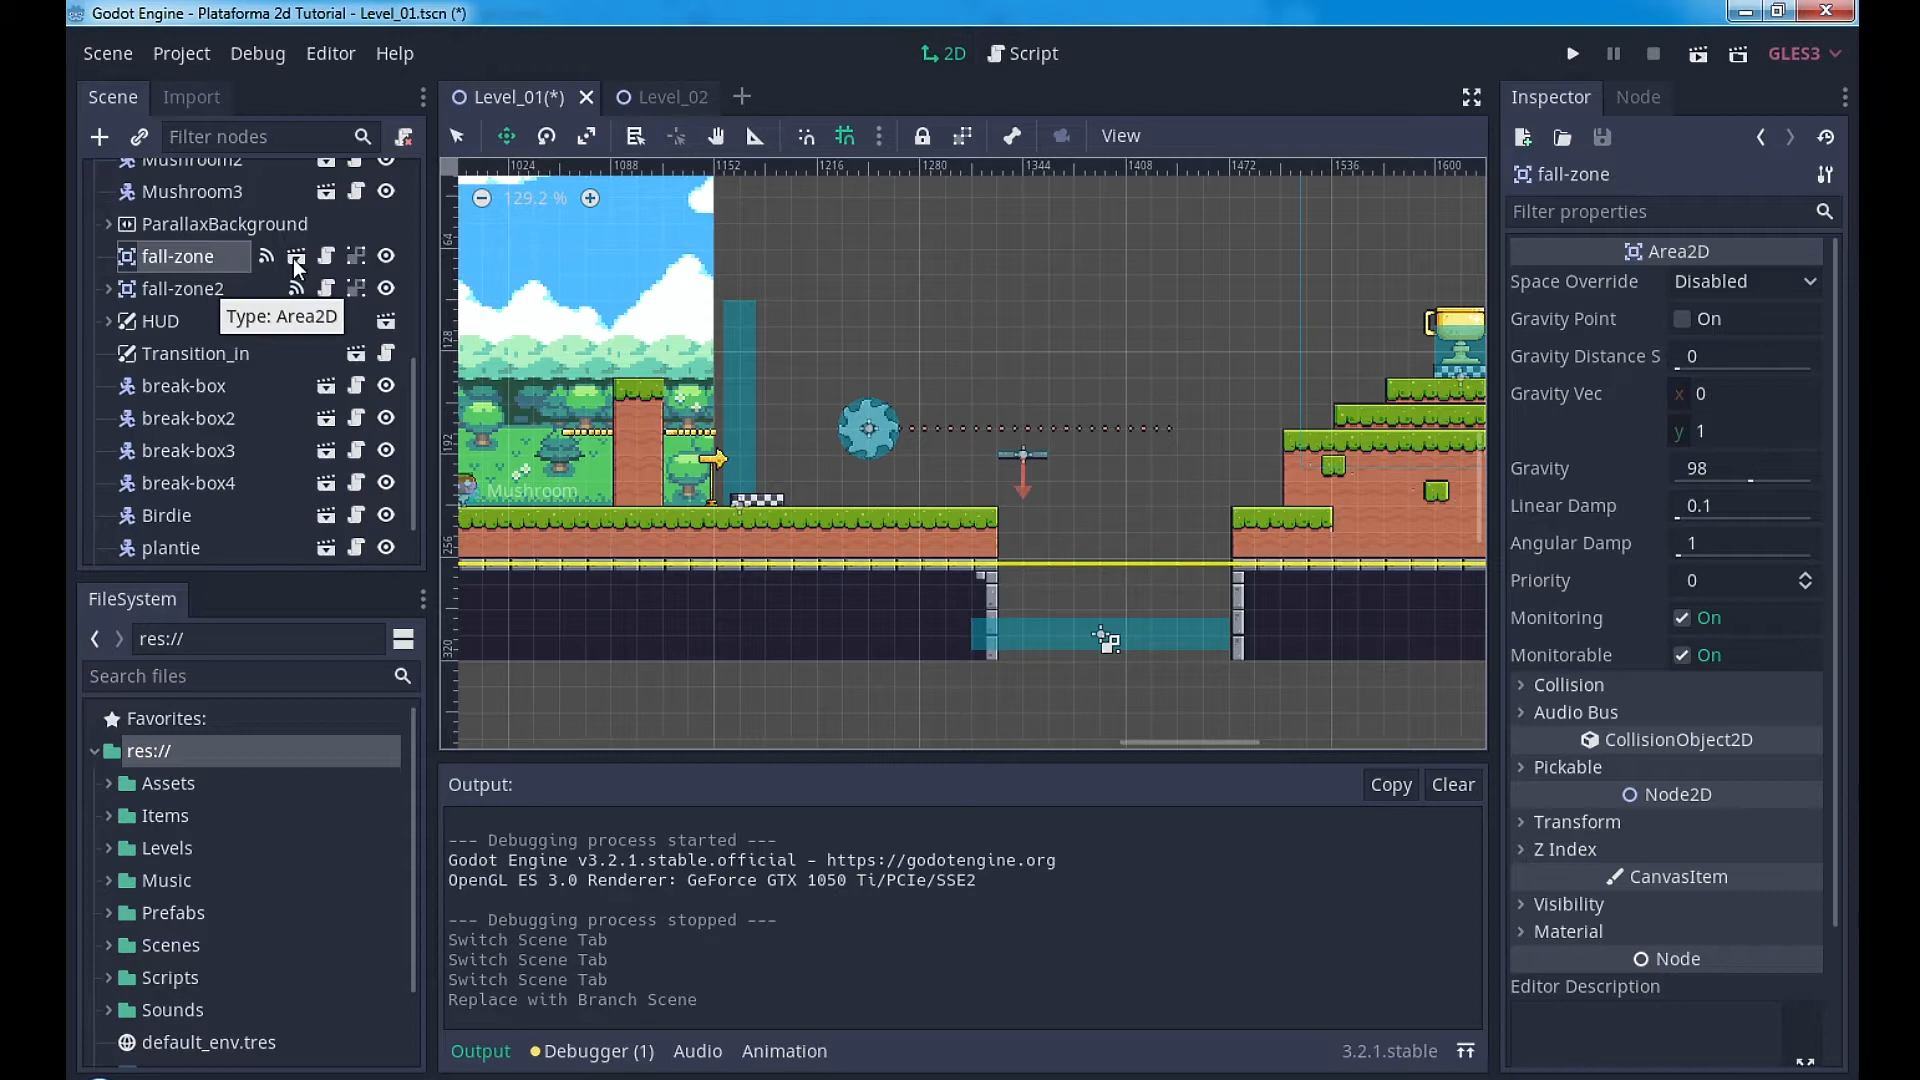 Godot Engine - Plataforma 2d Tutorial - Level_01.tscn (*)
Scene Project Debug Editor Help
2D Script
GLES3
Scene Import
Filter nodes
Mushroom2
Mushroom3
ParallaxBackground
fall-zone
fall-zone2
Type: Area2D
HUD
Transition_in
break-box
break-box2
break-box3
break-box4
Birdie
plantie
FileSystem
res://
Search files
Favorites:
res://
Assets
Items
Levels
Music
Prefabs
Scenes
Scripts
Sounds
default_env.tres
Level_01(*) Level_02
View
1024 1088 1152 1216 1280 1344 1408 1472 1536 1600
64
128
192
256
320
129.2 %
Mushroom
Output:
Copy Clear
--- Debugging process started ---
Godot Engine v3.2.1.stable.official - https://godotengine.org
OpenGL ES 3.0 Renderer: GeForce GTX 1050 Ti/PCIe/SSE2
--- Debugging process stopped ---
Switch Scene Tab
Switch Scene Tab
Switch Scene Tab
Replace with Branch Scene
Output Debugger (1) Audio Animation
3.2.1.stable
Inspector Node
fall-zone
Filter properties
Area2D
Space Override Disabled
Gravity Point On
Gravity Distance S 0
Gravity Vec x 0
y 1
Gravity 98
Linear Damp 0.1
Angular Damp 1
Priority 0
Monitoring On
Monitorable On
Collision
Audio Bus
CollisionObject2D
Pickable
Node2D
Transform
Z Index
CanvasItem
Visibility
Material
Node
Editor Description